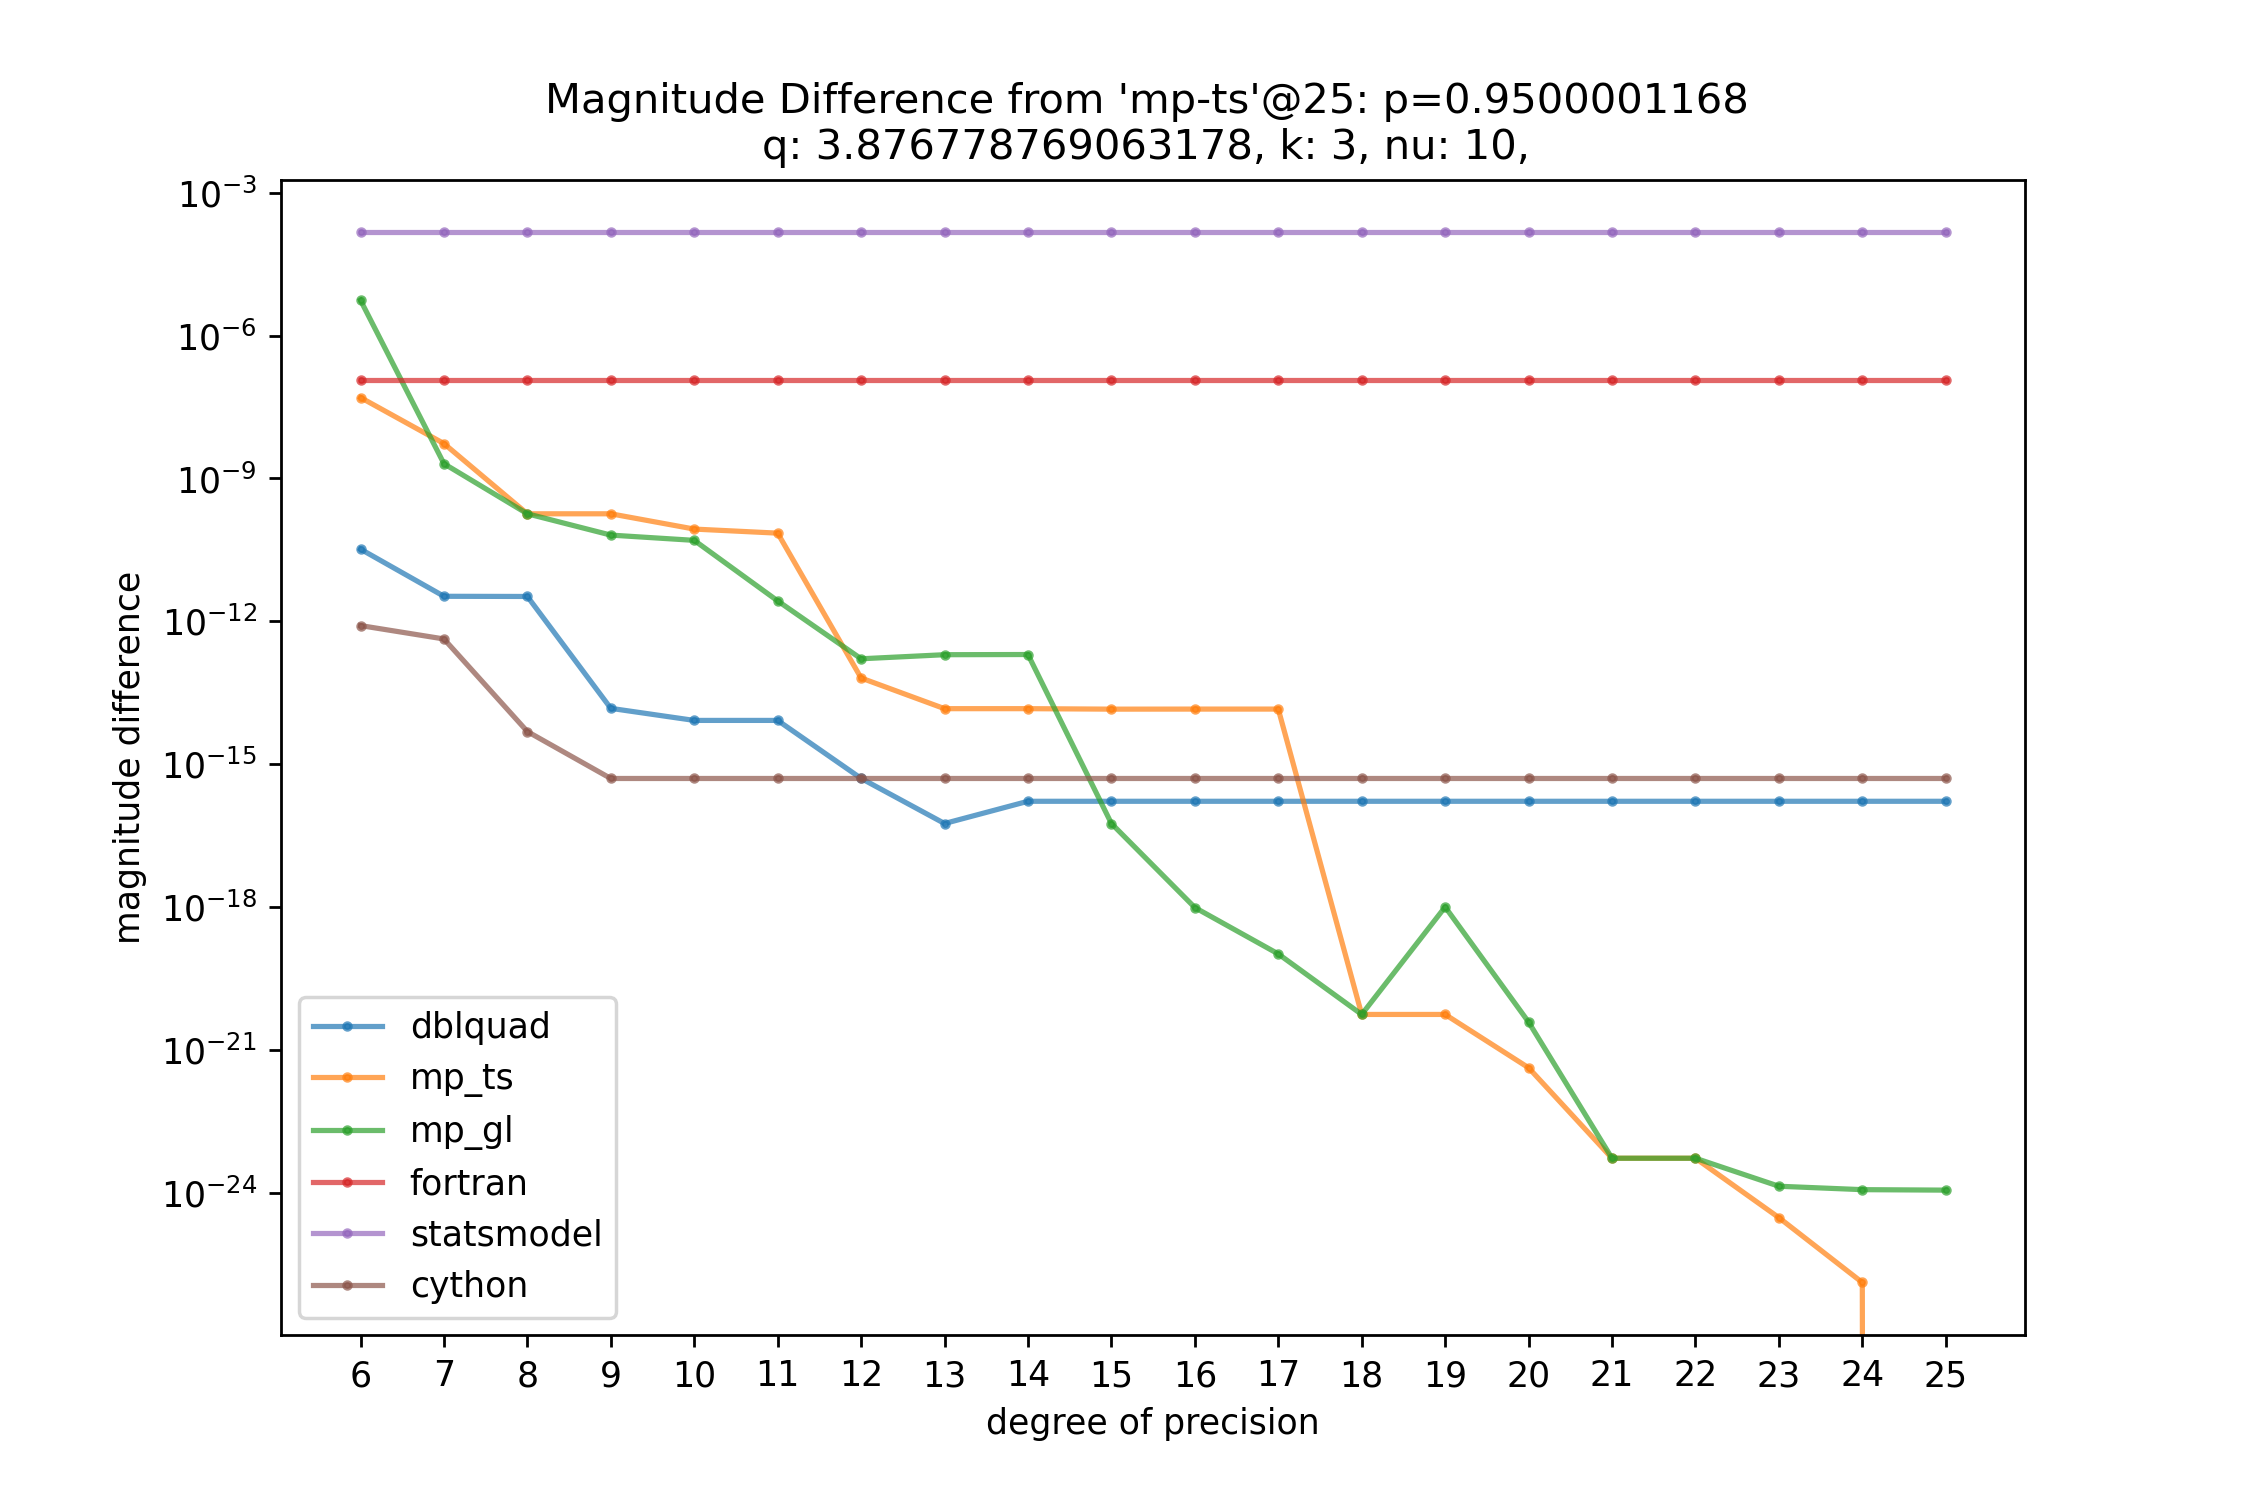 Magnitude Difference from 'mp-ts'@25: p=0.9500001168
q: 3.876778769063178, k: 3, nu: 10,
magnitude difference
10⁻³
10⁻⁶
10⁻⁹
10⁻¹²
10⁻¹⁵
10⁻¹⁸
10⁻²¹
10⁻²⁴
dblquad
mp_ts
mp_gl
fortran
statsmodel
cython
6 7 8 9 10 11 12 13 14 15 16 17 18 19 20 21 22 23 24 25
degree of precision